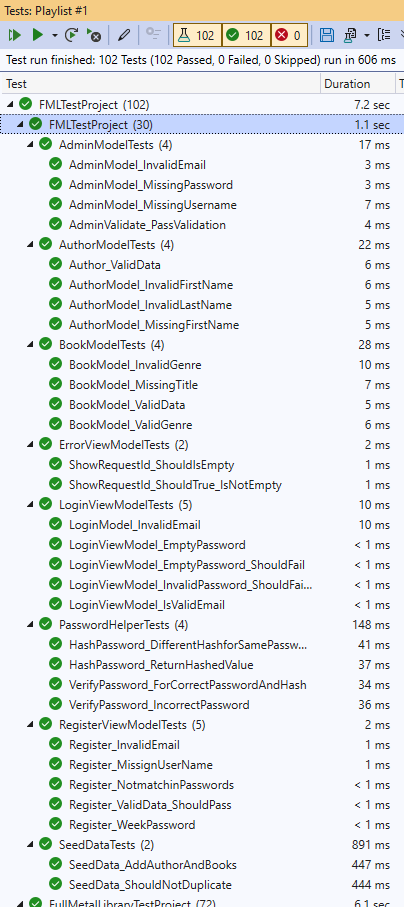 Tests: Playlist #1
102 102 0
Test run finished: 102 Tests (102 Passed, 0 Failed, 0 Skipped) run in 606 ms
Test Duration T
FMLTestProject (102) 7.2 sec
FMLTestProject (30) 1.1 sec
AdminModelTests (4) 17 ms
AdminModel_InvalidEmail 3 ms
AdminModel_MissingPassword 3 ms
AdminModel_MissingUsername 7 ms
AdminValidate_PassValidation 4 ms
AuthorModelTests (4) 22 ms
Author_ValidData 6 ms
AuthorModel_InvalidFirstName 6 ms
AuthorModel_InvalidLastName 5 ms
AuthorModel_MissingFirstName 5 ms
BookModelTests (4) 28 ms
BookModel_InvalidGenre 10 ms
BookModel_MissingTitle 7 ms
BookModel_ValidData 5 ms
BookModel_ValidGenre 6 ms
ErrorViewModelTests (2) 2 ms
ShowRequestId_ShouldIsEmpty 1 ms
ShowRequestId_ShouldTrue_IsNotEmpty 1 ms
LoginViewModelTests (5) 10 ms
LoginModel_InvalidEmail 10 ms
LoginViewModel_EmptyPassword < 1 ms
LoginViewModel_EmptyPassword_ShouldFail < 1 ms
LoginViewModel_InvalidPassword_ShouldFai... < 1 ms
LoginViewModel_IsValidEmail < 1 ms
PasswordHelperTests (4) 148 ms
HashPassword_DifferentHashforSamePassw... 41 ms
HashPassword_ReturnHashedValue 37 ms
VerifyPassword_ForCorrectPasswordAndHash 34 ms
VerifyPassword_IncorrectPassword 36 ms
RegisterViewModelTests (5) 2 ms
Register_InvalidEmail 1 ms
Register_MissignUserName 1 ms
Register_NotmatchinPasswords < 1 ms
Register_ValidData_ShouldPass < 1 ms
Register_WeekPassword < 1 ms
SeedDataTests (2) 891 ms
SeedData_AddAuthorAndBooks 447 ms
SeedData_ShouldNotDuplicate 444 ms
FullMetalLibraryTestProject (72) 6.1 sec